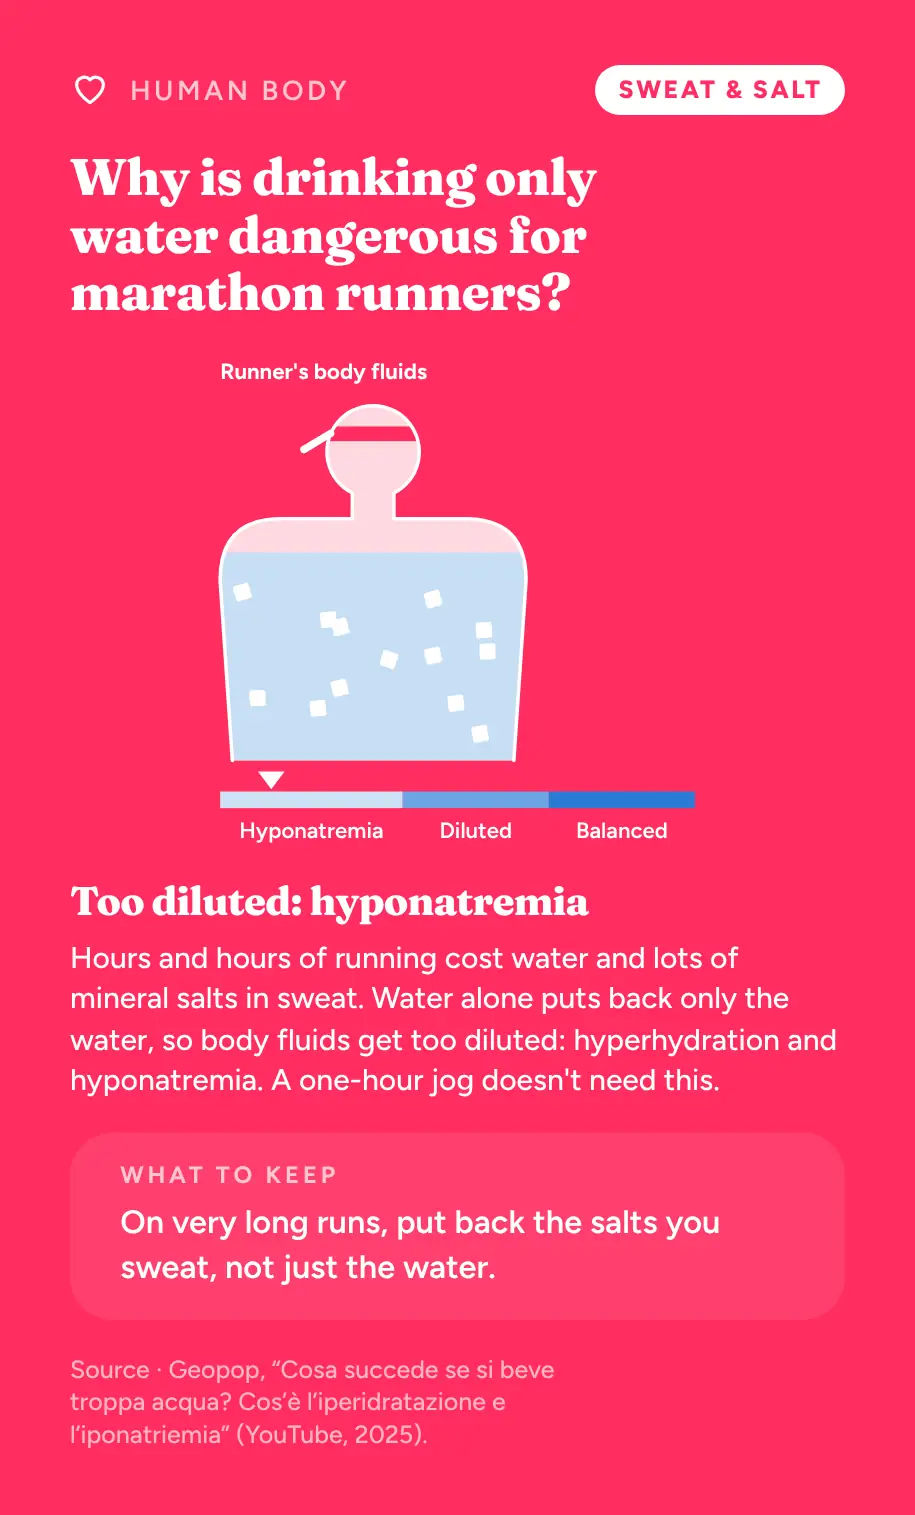 HUMAN BODY
SWEAT & SALT
Why is drinking only
water dangerous for
marathon runners?
Runner's body fluids
Hyponatremia
Diluted
Balanced
Too diluted: hyponatremia
Hours and hours of running cost water and lots of
mineral salts in sweat. Water alone puts back only the
water, so body fluids get too diluted: hyperhydration and
hyponatremia. A one-hour jog doesn't need this.
WHAT TO KEEP
On very long runs, put back the salts you
sweat, not just the water.
Source · Geopop, “Cosa succede se si beve
troppa acqua? Cos’è l’iperidratazione e
l’iponatriemia” (YouTube, 2025).